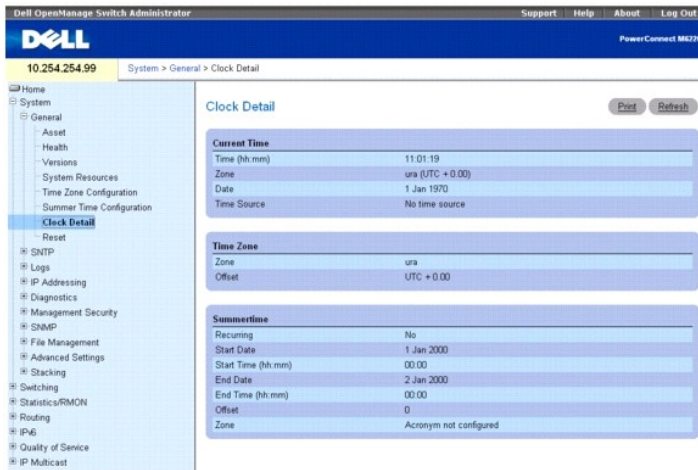 Dell OpenManage Switch Administrator
Support Help About Log Out
DELL
PowerConnect M6220
10.254.254.99
System > General > Clock Detail
Home
System
General
Asset
Health
Versions
System Resources
Time Zone Configuration
Summer Time Configuration
Clock Detail
Reset
SNTP
Logs
IP Addressing
Diagnostics
Management Security
SNMP
File Management
Advanced Settings
Stacking
Switching
Statistics/RMON
Routing
IPv6
Quality of Service
IP Multicast
Clock Detail
Print Refresh
Current Time
Time (hh:mm) 11:01:19
Zone ura (UTC + 0.00)
Date 1 Jan 1970
Time Source No time source
Time Zone
Zone ura
Offset UTC + 0.00
Summertime
Recurring No
Start Date 1 Jan 2000
Start Time (hh:mm) 00:00
End Date 2 Jan 2000
End Time (hh:mm) 00:00
Offset 0
Zone Acronym not configured